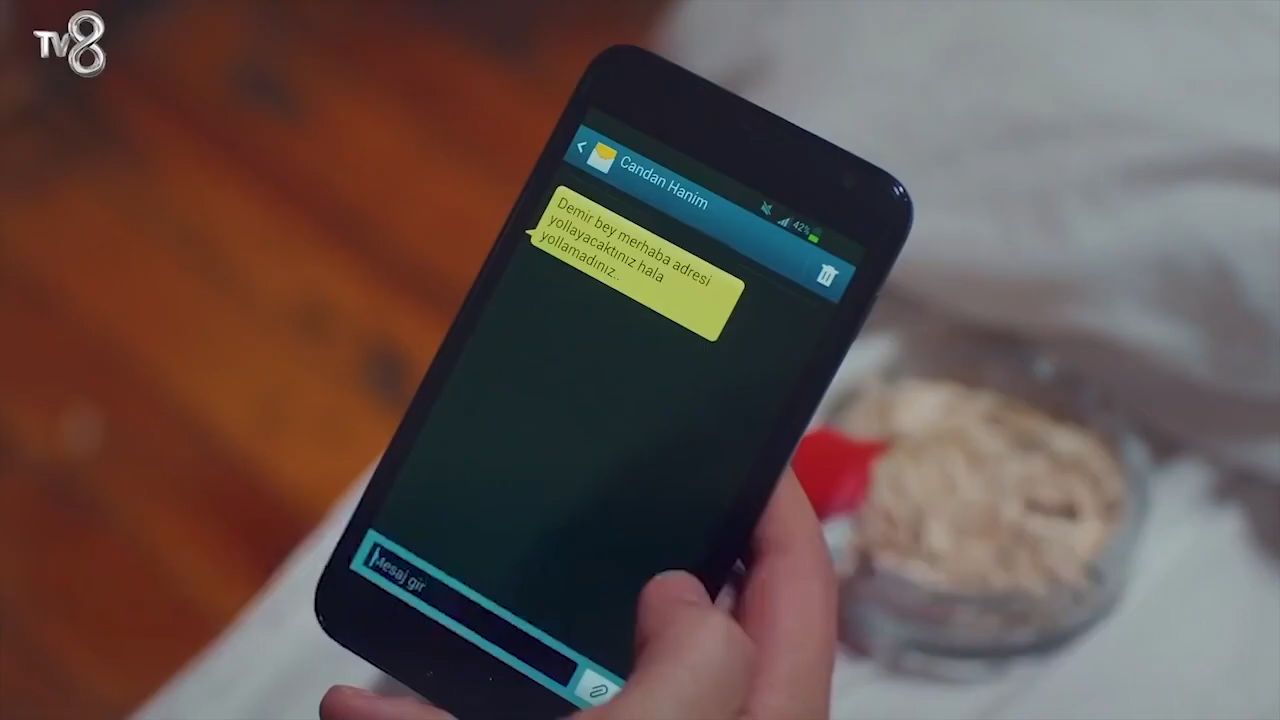 TV8
Candan Hanim
42%
Demir bey merhaba adresi
yollayacaktınız hala
yollamadınız..
Mesaj gir